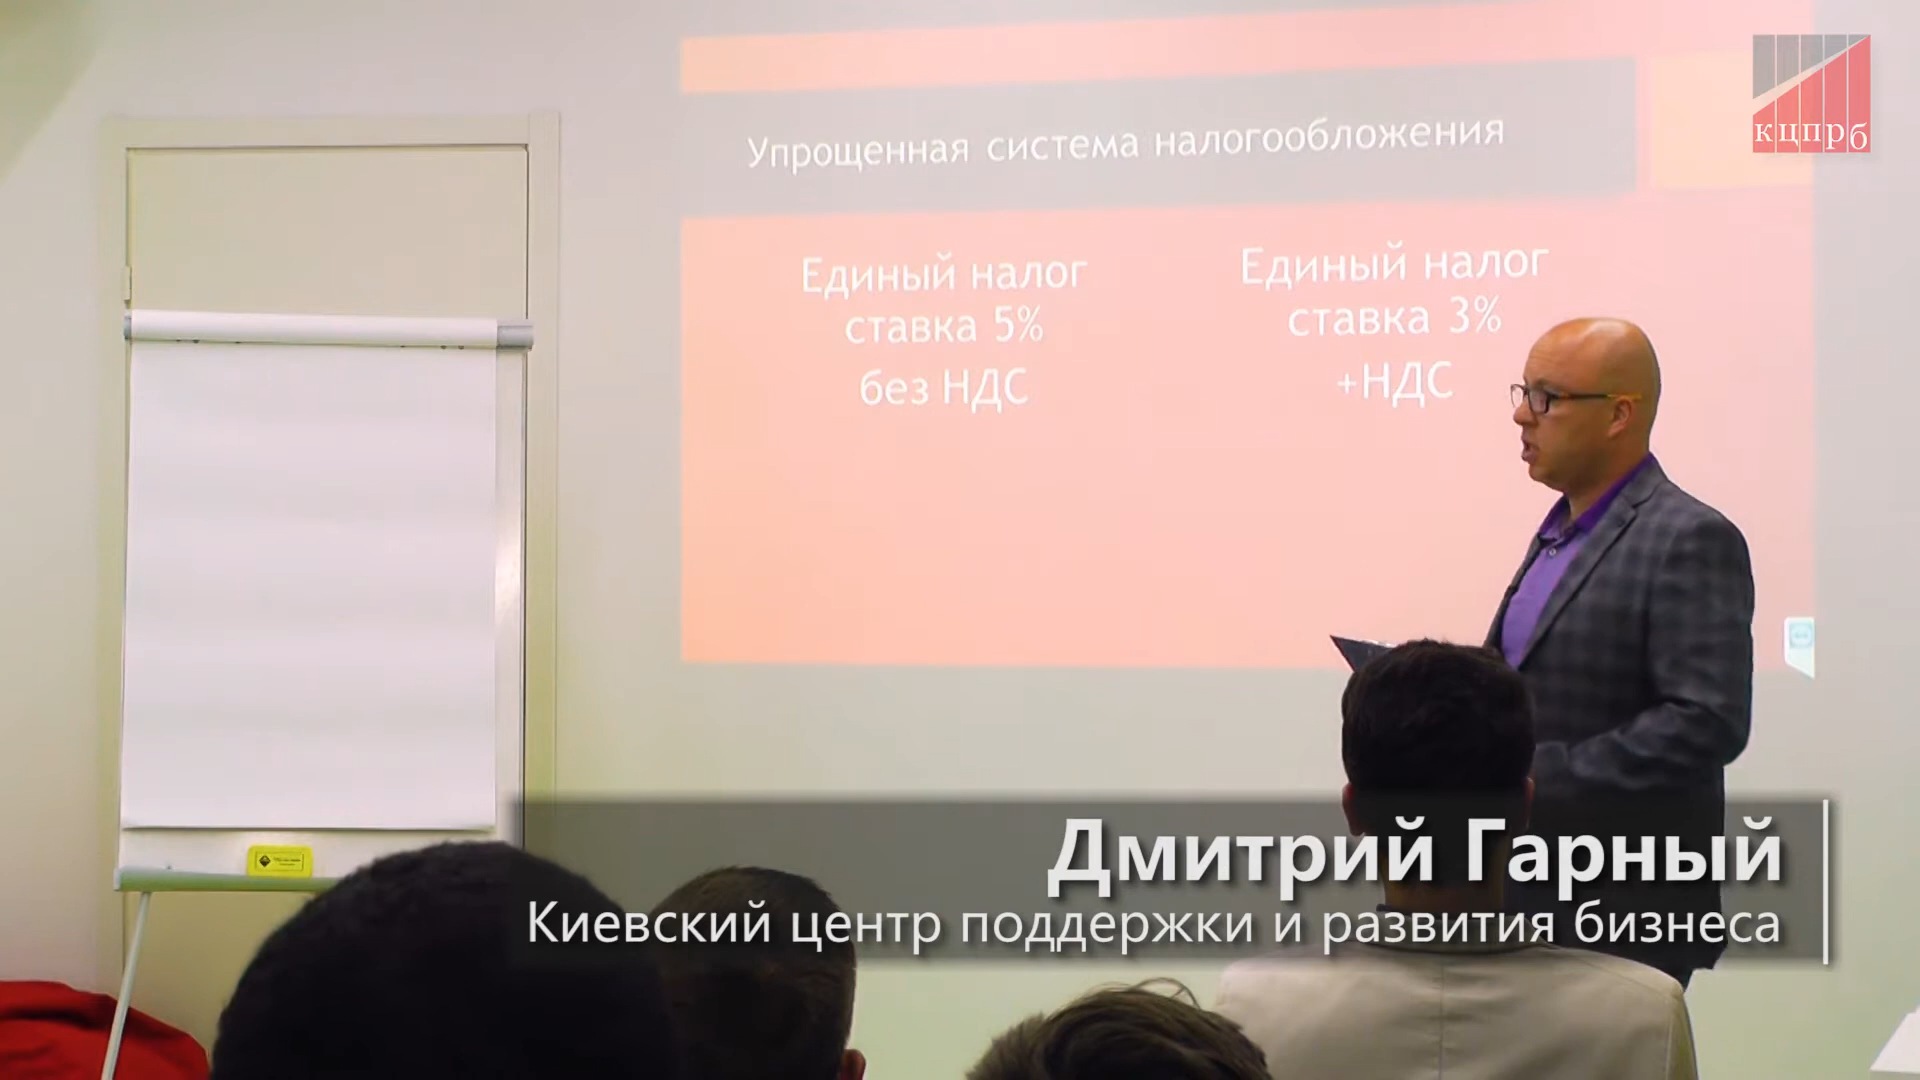 кцпрб
Упрощенная система налогообложения
Единый налог
ставка 5%
без НДС
Единый налог
ставка 3%
+НДС
Дмитрий Гарный
Киевский центр поддержки и развития бизнеса